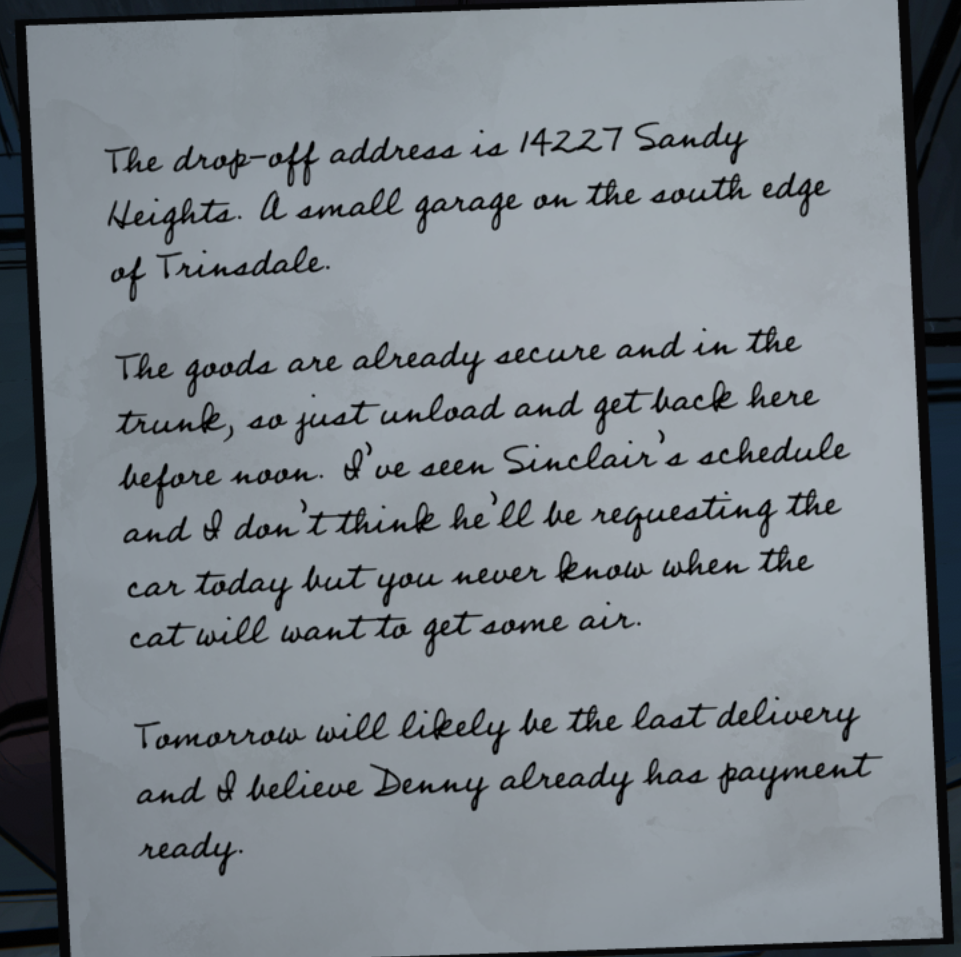 The drop-off address is 14227 Sandy
Heights. A small garage on the south edge
of Trinsdale.
The goods are already secure and in the
trunk, so just unload and get back here
before noon. I've seen Sinclair's schedule
and I don't think he'll be requesting the
car today but you never know when the
cat will want to get some air.
Tomorrow will likely be the last delivery
and I believe Denny already has payment
ready.